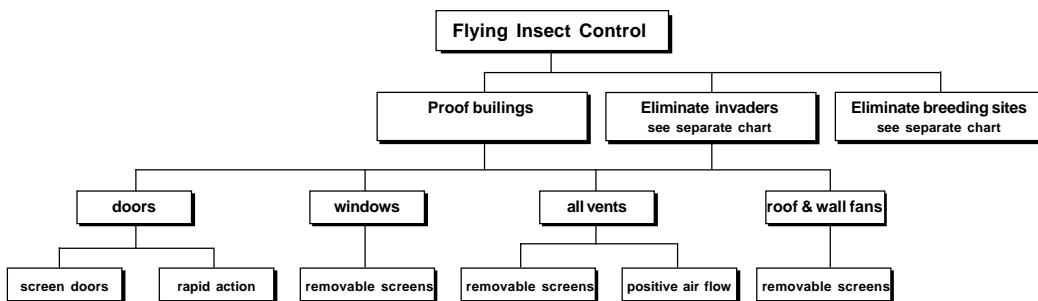 Flying Insect Control
Proof builings
Eliminate invaders
see separate chart
Eliminate breeding sites
see separate chart
doors
windows
all vents
roof & wall fans
screen doors
rapid action
removable screens
removable screens
positive air flow
removable screens